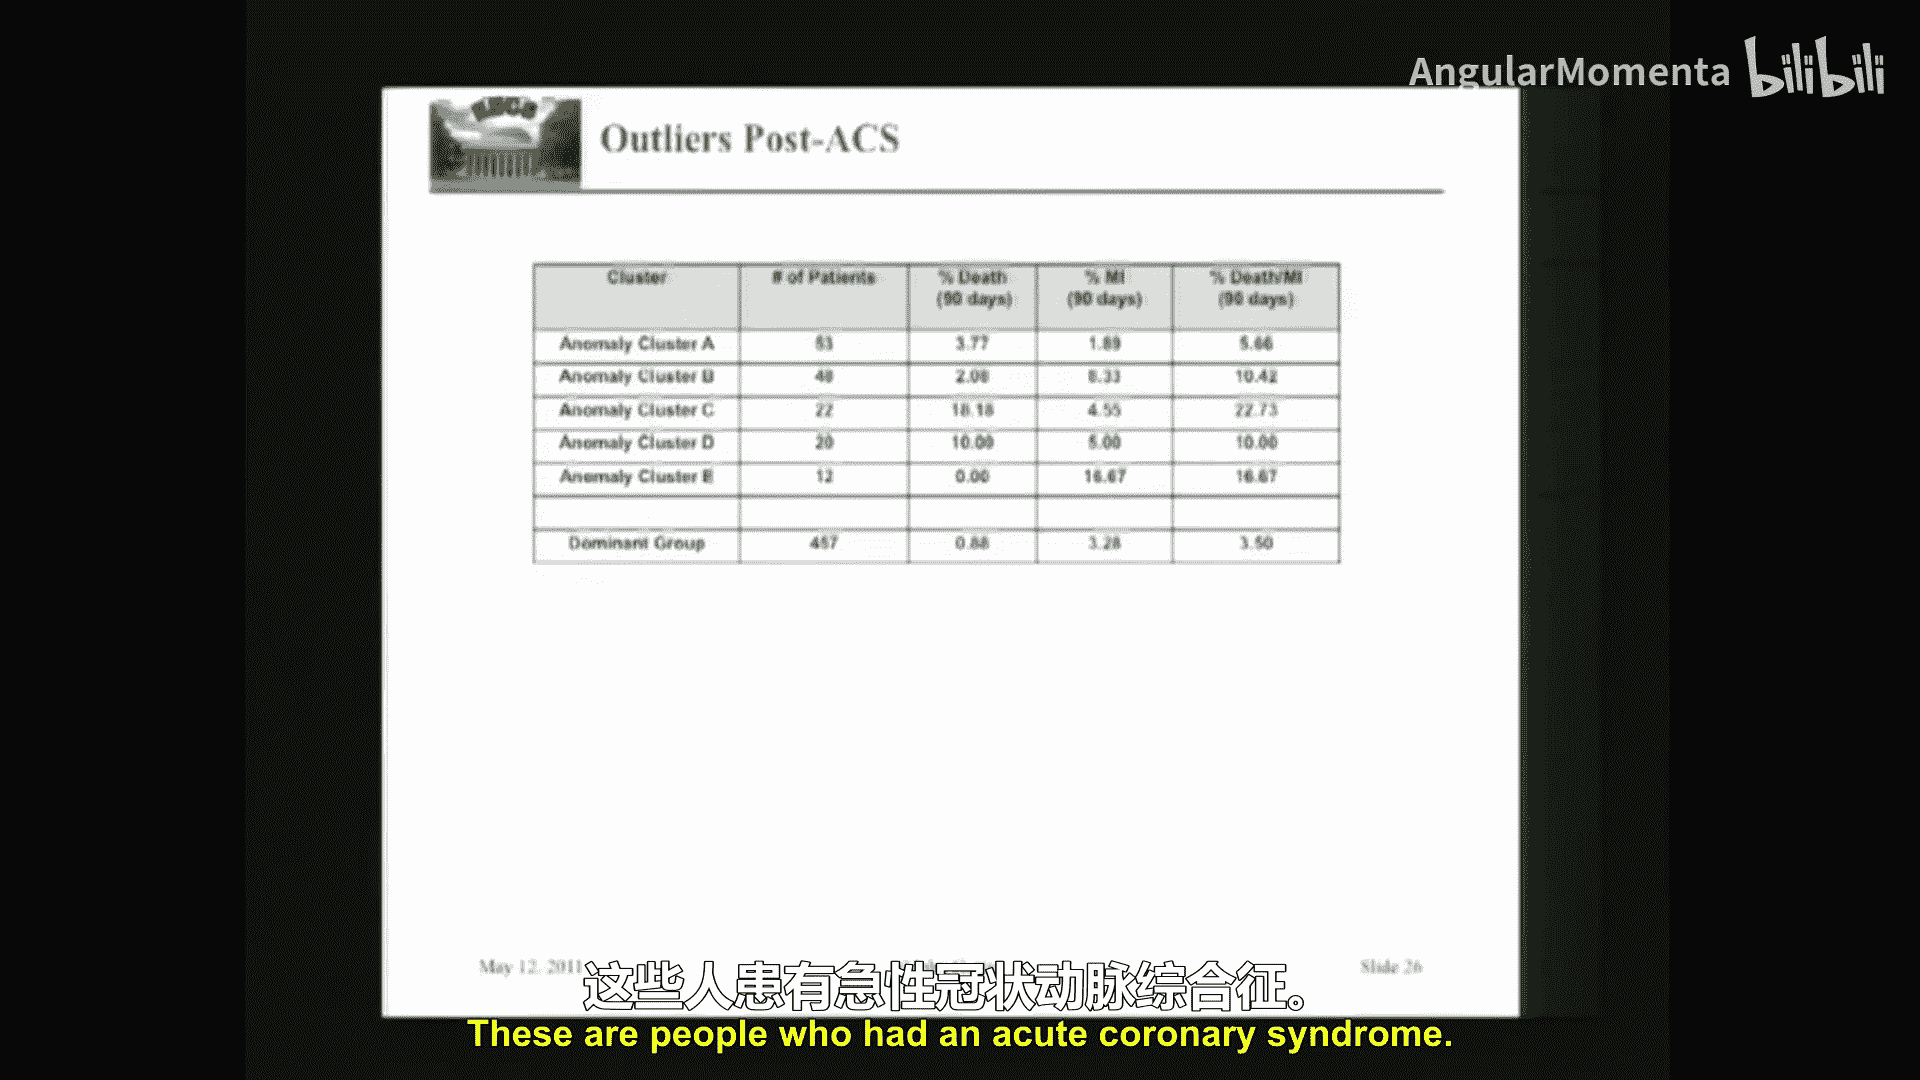 AngularMomenta bilibili
Outliers Post-ACS
Cluster # of Patients % Death (90 days) % MI (90 days) % Death/MI (90 days)
Anomaly Cluster A 53 3.77 1.89 5.66
Anomaly Cluster B 48 2.08 8.33 10.42
Anomaly Cluster C 22 18.18 4.55 22.73
Anomaly Cluster D 20 10.00 5.00 10.00
Anomaly Cluster E 12 0.00 16.67 16.67
Dominant Group 457 0.88 3.28 3.50
May 12, 2011 Slide 26
这些人患有急性冠状动脉综合征。
These are people who had an acute coronary syndrome.